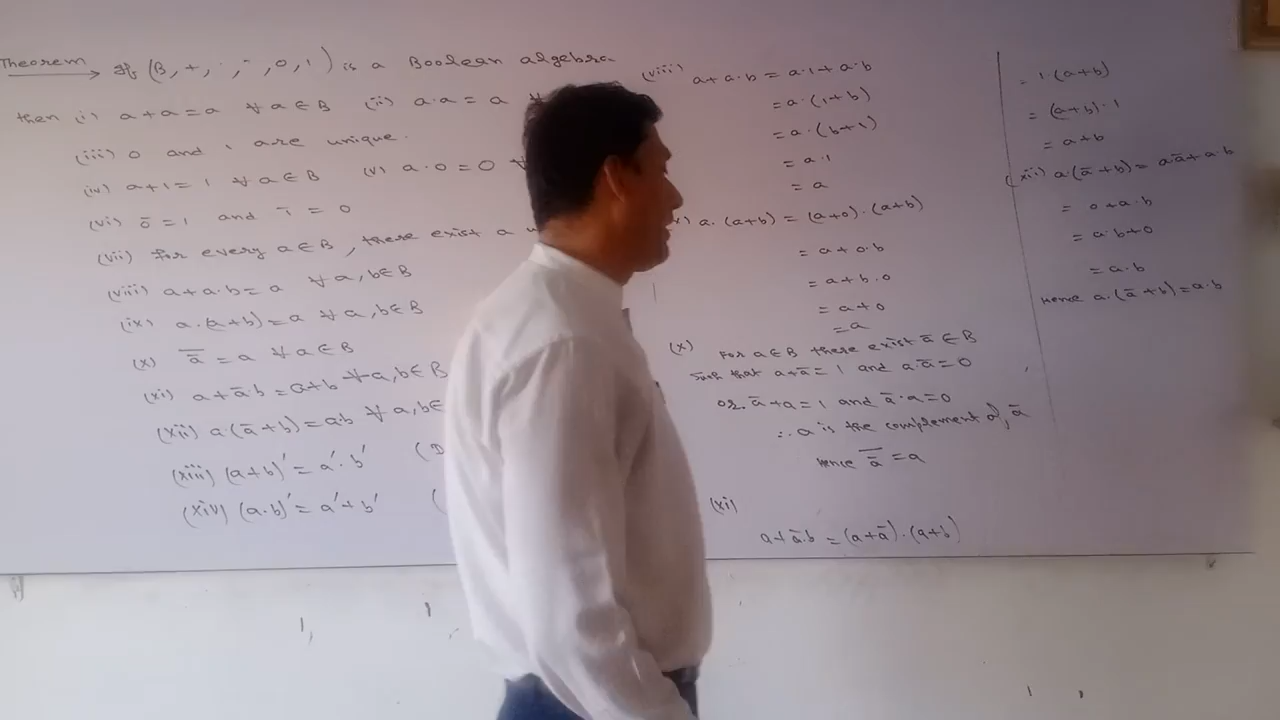 Theorem → If (B, +, ·, -, 0, 1) is a Boolean algebra
then (i) a + a = a ∀ a ∈ B (ii) a·a = a
(iii) 0 and 1 are unique.
(iv) a + 1 = 1 ∀ a ∈ B (v) a·0 = 0
(vi) 0̄ = 1 and 1̄ = 0
(vii) for every a ∈ B, there exist a
(viii) a + a·b = a ∀ a, b ∈ B
(ix) a·(a+b) = a ∀ a, b ∈ B
(x) a̿ = a ∀ a ∈ B
(xi) a + ā·b = a + b ∀ a, b ∈ B
(xii) a(ā + b) = a·b ∀ a, b ∈
(xiii) (a+b)' = a'·b' (D
(xiv) (a·b)' = a' + b' (
(viii) a + a·b = a·1 + a·b
= a·(1+b)
= a·(b+1)
= a·1
= a
a·(a+b) = (a+0)·(a+b)
= a + 0·b
= a + b·0
= a + 0
= a
(x) For a ∈ B there exist ā ∈ B
such that a + ā = 1 and a·ā = 0
or ā + a = 1 and ā·a = 0
∴ a is the complement of ā
Hence a̿ = a
(xi)
a + ā·b = (a+ā)·(a+b)
= 1·(a+b)
= (a+b)·1
= a + b
(xii) a·(ā + b) = a·ā + a·b
= 0 + a·b
= a·b + 0
= a·b
Hence a·(ā + b) = a·b